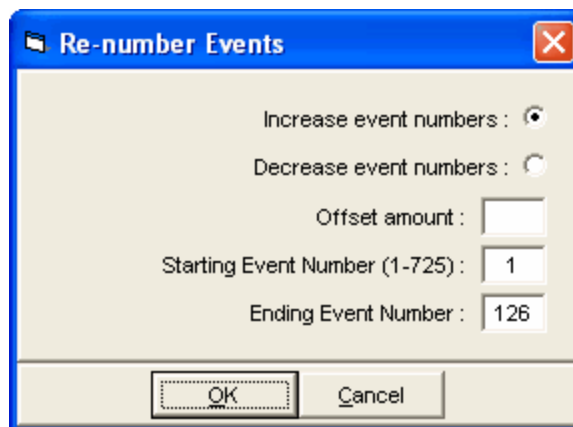 Re-number Events
Increase event numbers :
Decrease event numbers :
Offset amount :
Starting Event Number (1-725) : 1
Ending Event Number : 126
OK Cancel